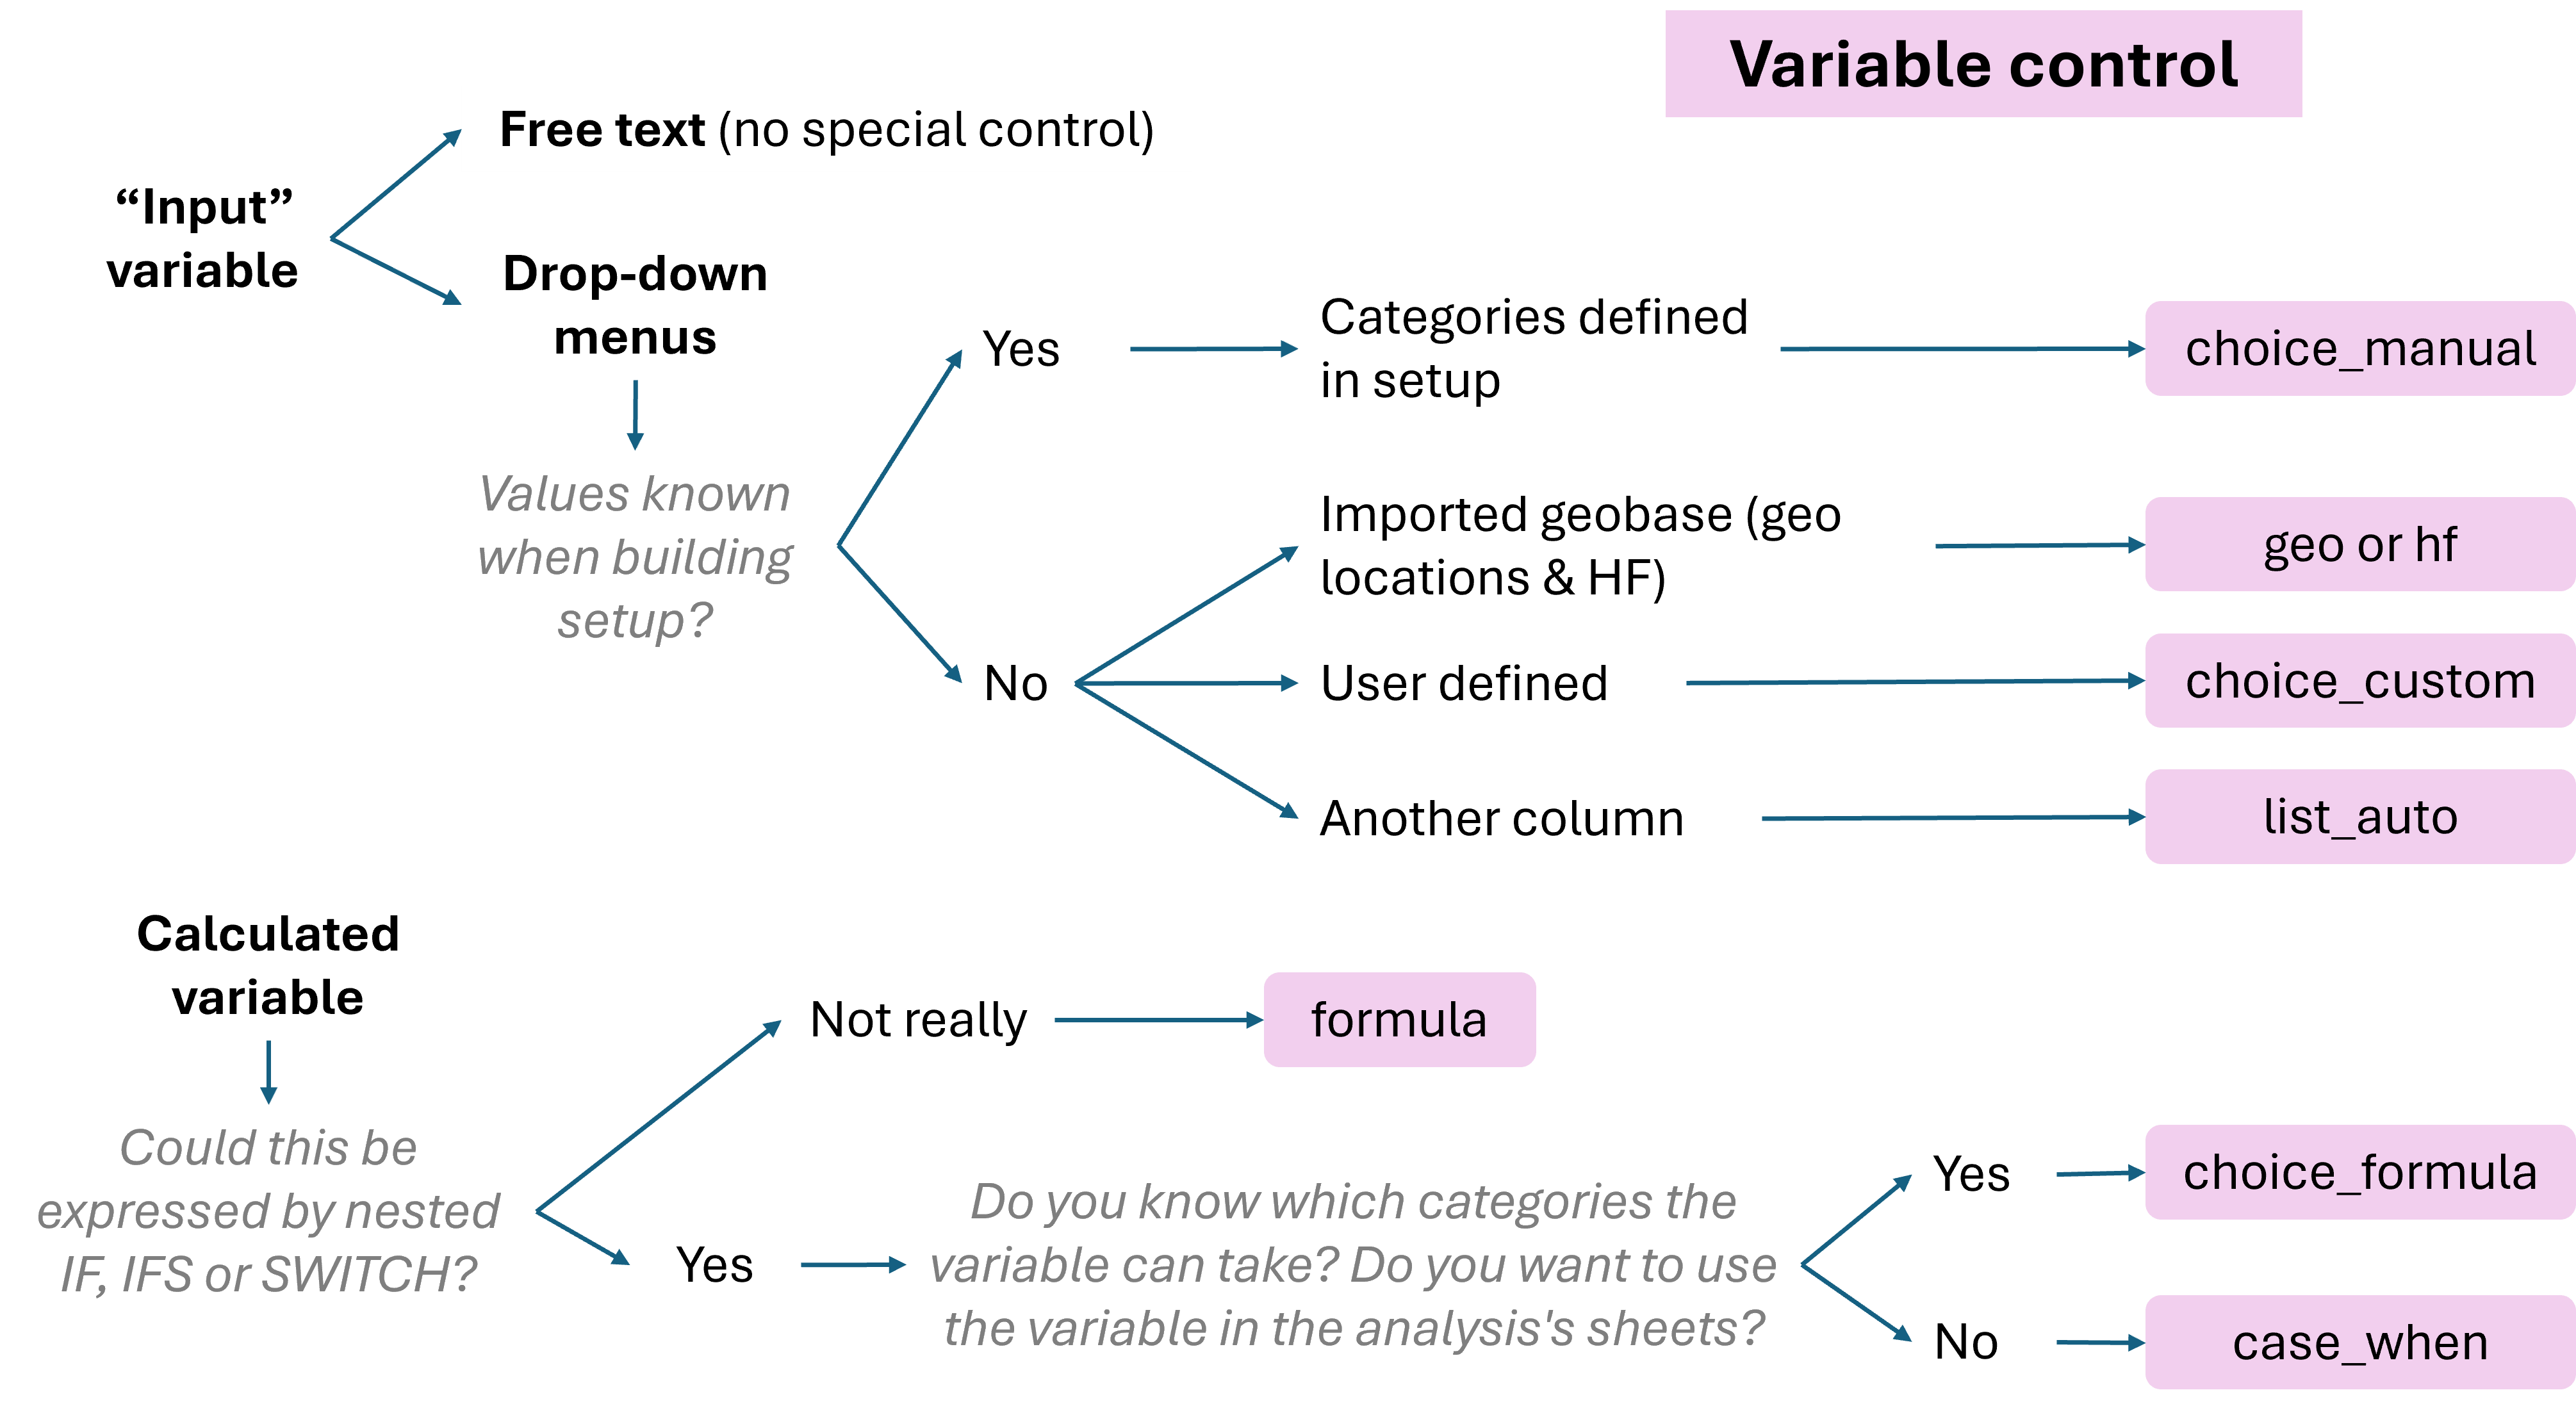 Variable control
Free text (no special control)
“Input”
variable
Drop-down
menus
Values known
when building
setup?
Yes
Categories defined
in setup
choice_manual
No
Imported geobase (geo
locations & HF)
geo or hf
User defined
choice_custom
Another column
list_auto
Calculated
variable
Could this be
expressed by nested
IF, IFS or SWITCH?
Not really
formula
Yes
Do you know which categories the
variable can take? Do you want to use
the variable in the analysis's sheets?
Yes
choice_formula
No
case_when